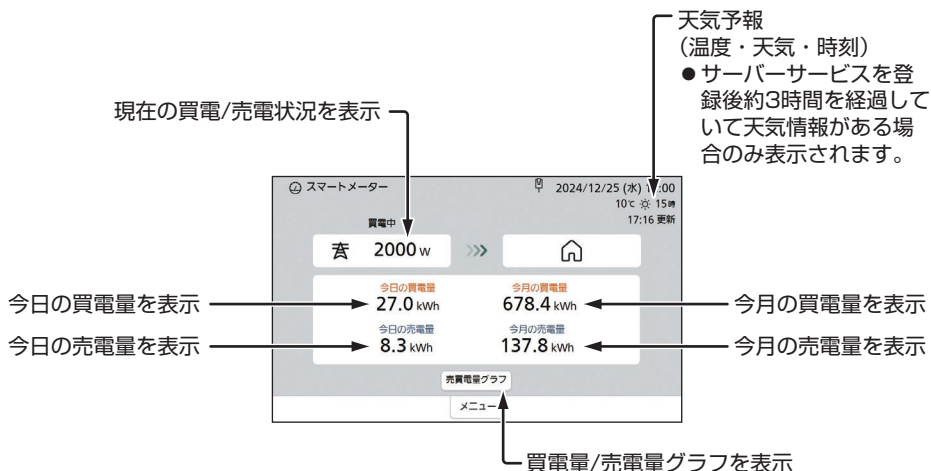 天気予報
（温度・天気・時刻）
●サーバーサービスを登
録後約3時間を経過して
いて天気情報がある場
合のみ表示されます。
現在の買電/売電状況を表示
スマートメーター
2024/12/25 (水) :00
10℃ 15時
17:16 更新
買電中
2000 W
今日の買電量を表示
今日の買電量
27.0 kWh
今月の買電量
678.4 kWh
今月の買電量を表示
今日の売電量を表示
今日の売電量
8.3 kWh
今月の売電量
137.8 kWh
今月の売電量を表示
売買電量グラフ
メニュー
買電量/売電量グラフを表示